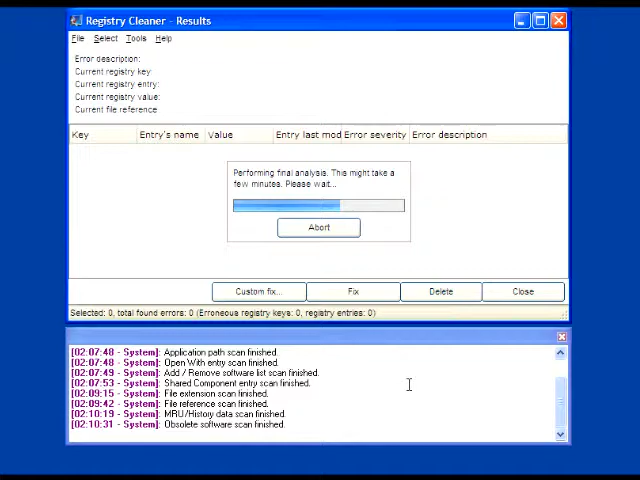 Registry Cleaner - Results
File Select Tools Help
Error description:
Current registry key:
Current registry entry:
Current registry value:
Current file reference
Key Entry's name Value Entry last mod Error severity Error description
Performing final analysis. This might take a
few minutes. Please wait...
Abort
Custom fix... Fix Delete Close
Selected: 0, total found errors: 0 (Erroneous registry keys: 0, registry entries: 0)
[02:07:48 - System]: Application path scan finished.
[02:07:48 - System]: Open With entry scan finished.
[02:07:49 - System]: Add / Remove software list scan finished.
[02:07:53 - System]: Shared Component entry scan finished.
[02:09:15 - System]: File extension scan finished.
[02:09:42 - System]: File reference scan finished.
[02:10:19 - System]: MRU/History data scan finished.
[02:10:31 - System]: Obsolete software scan finished.